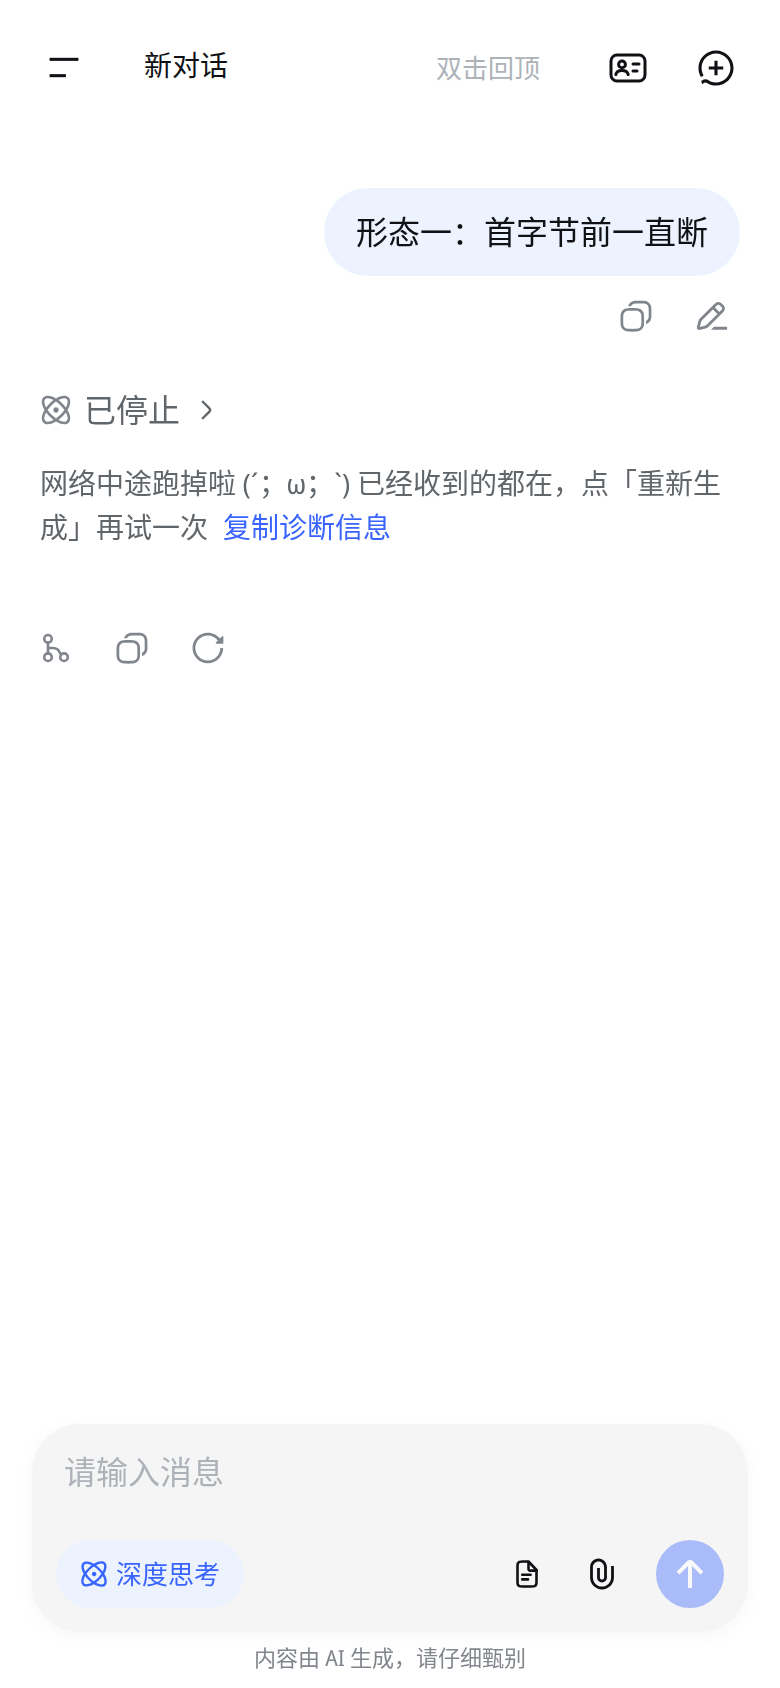 新对话
双击回顶
形态一：首字节前一直断
已停止
网络中途跑掉啦 (´；ω；`) 已经收到的都在，点「重新生
成」再试一次 复制诊断信息
请输入消息
深度思考
内容由 AI 生成，请仔细甄别